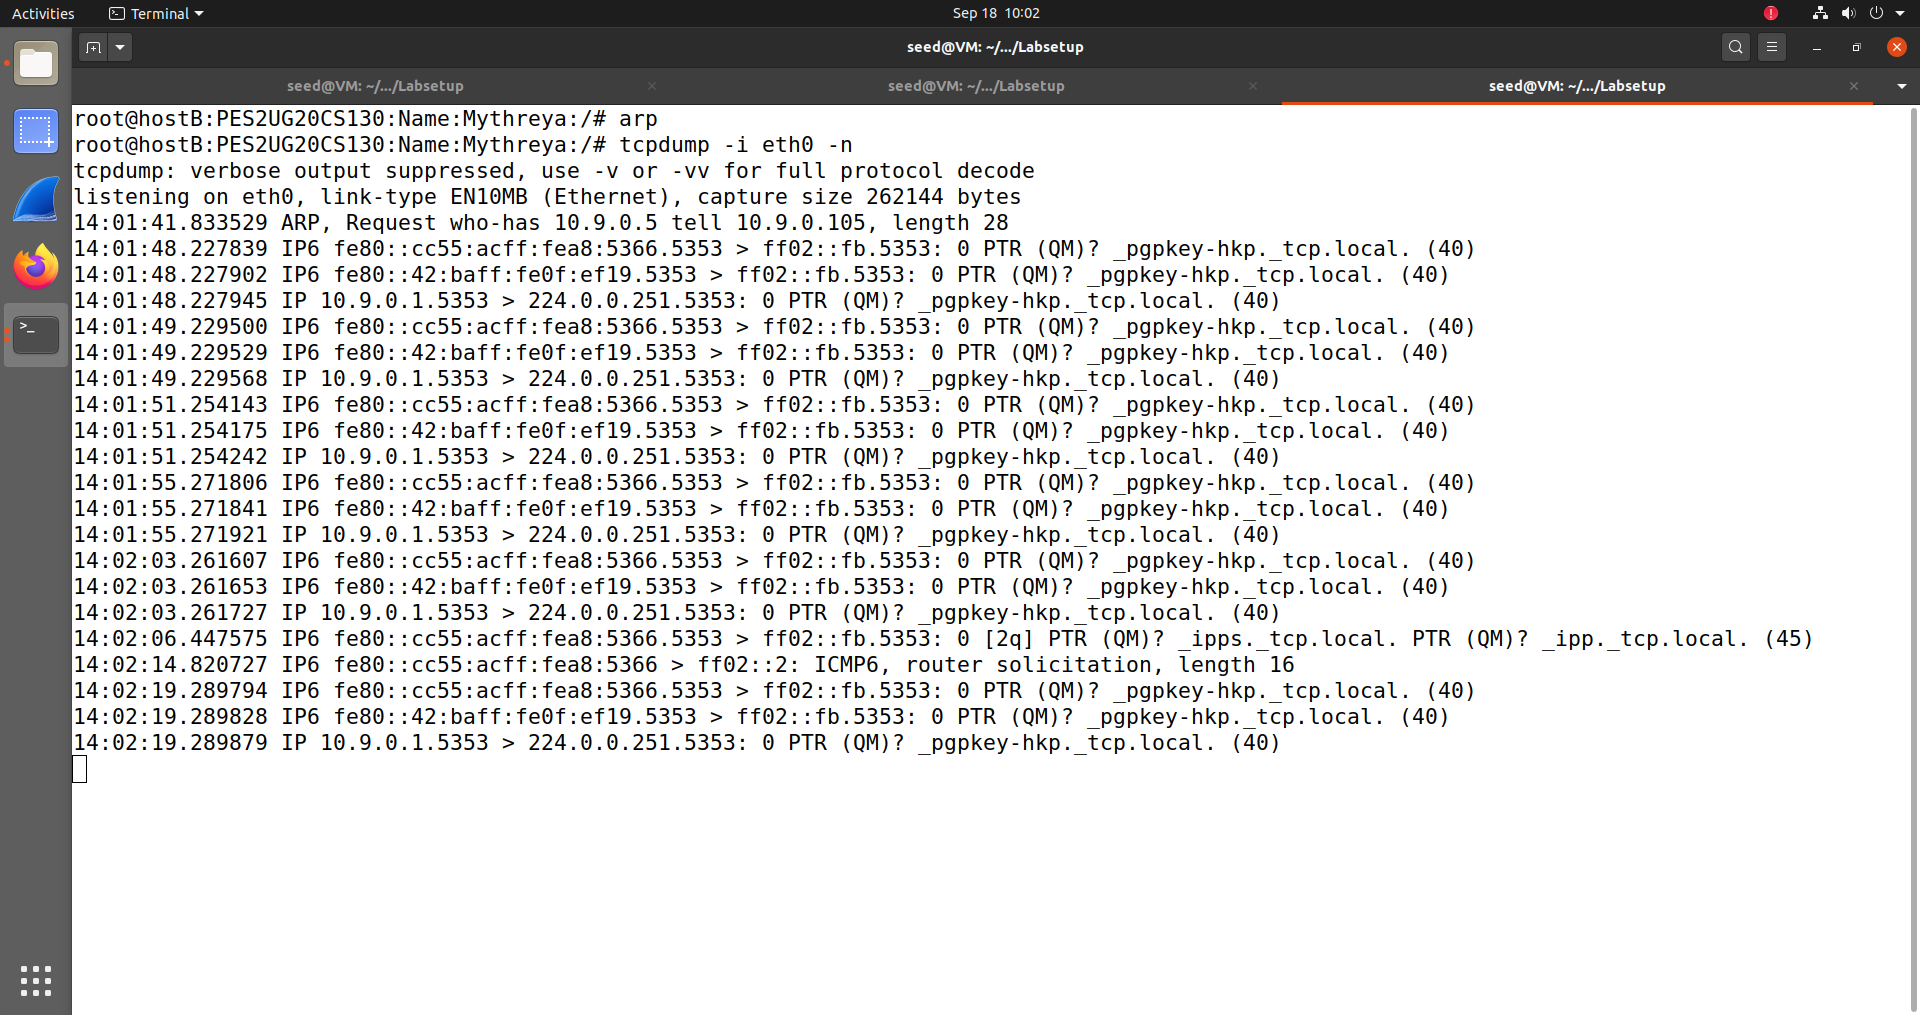 Activities
Terminal
Sep 18 10:02
seed@VM: ~/.../Labsetup
seed@VM: ~/.../Labsetup
seed@VM: ~/.../Labsetup
seed@VM: ~/.../Labsetup
root@hostB:PES2UG20CS130:Name:Mythreya:/# arp
root@hostB:PES2UG20CS130:Name:Mythreya:/# tcpdump -i eth0 -n
tcpdump: verbose output suppressed, use -v or -vv for full protocol decode
listening on eth0, link-type EN10MB (Ethernet), capture size 262144 bytes
14:01:41.833529 ARP, Request who-has 10.9.0.5 tell 10.9.0.105, length 28
14:01:48.227839 IP6 fe80::cc55:acff:fea8:5366.5353 > ff02::fb.5353: 0 PTR (QM)? _pgpkey-hkp._tcp.local. (40)
14:01:48.227902 IP6 fe80::42:baff:fe0f:ef19.5353 > ff02::fb.5353: 0 PTR (QM)? _pgpkey-hkp._tcp.local. (40)
14:01:48.227945 IP 10.9.0.1.5353 > 224.0.0.251.5353: 0 PTR (QM)? _pgpkey-hkp._tcp.local. (40)
14:01:49.229500 IP6 fe80::cc55:acff:fea8:5366.5353 > ff02::fb.5353: 0 PTR (QM)? _pgpkey-hkp._tcp.local. (40)
14:01:49.229529 IP6 fe80::42:baff:fe0f:ef19.5353 > ff02::fb.5353: 0 PTR (QM)? _pgpkey-hkp._tcp.local. (40)
14:01:49.229568 IP 10.9.0.1.5353 > 224.0.0.251.5353: 0 PTR (QM)? _pgpkey-hkp._tcp.local. (40)
14:01:51.254143 IP6 fe80::cc55:acff:fea8:5366.5353 > ff02::fb.5353: 0 PTR (QM)? _pgpkey-hkp._tcp.local. (40)
14:01:51.254175 IP6 fe80::42:baff:fe0f:ef19.5353 > ff02::fb.5353: 0 PTR (QM)? _pgpkey-hkp._tcp.local. (40)
14:01:51.254242 IP 10.9.0.1.5353 > 224.0.0.251.5353: 0 PTR (QM)? _pgpkey-hkp._tcp.local. (40)
14:01:55.271806 IP6 fe80::cc55:acff:fea8:5366.5353 > ff02::fb.5353: 0 PTR (QM)? _pgpkey-hkp._tcp.local. (40)
14:01:55.271841 IP6 fe80::42:baff:fe0f:ef19.5353 > ff02::fb.5353: 0 PTR (QM)? _pgpkey-hkp._tcp.local. (40)
14:01:55.271921 IP 10.9.0.1.5353 > 224.0.0.251.5353: 0 PTR (QM)? _pgpkey-hkp._tcp.local. (40)
14:02:03.261607 IP6 fe80::cc55:acff:fea8:5366.5353 > ff02::fb.5353: 0 PTR (QM)? _pgpkey-hkp._tcp.local. (40)
14:02:03.261653 IP6 fe80::42:baff:fe0f:ef19.5353 > ff02::fb.5353: 0 PTR (QM)? _pgpkey-hkp._tcp.local. (40)
14:02:03.261727 IP 10.9.0.1.5353 > 224.0.0.251.5353: 0 PTR (QM)? _pgpkey-hkp._tcp.local. (40)
14:02:06.447575 IP6 fe80::cc55:acff:fea8:5366.5353 > ff02::fb.5353: 0 [2q] PTR (QM)? _ipps._tcp.local. PTR (QM)? _ipp._tcp.local. (45)
14:02:14.820727 IP6 fe80::cc55:acff:fea8:5366 > ff02::2: ICMP6, router solicitation, length 16
14:02:19.289794 IP6 fe80::cc55:acff:fea8:5366.5353 > ff02::fb.5353: 0 PTR (QM)? _pgpkey-hkp._tcp.local. (40)
14:02:19.289828 IP6 fe80::42:baff:fe0f:ef19.5353 > ff02::fb.5353: 0 PTR (QM)? _pgpkey-hkp._tcp.local. (40)
14:02:19.289879 IP 10.9.0.1.5353 > 224.0.0.251.5353: 0 PTR (QM)? _pgpkey-hkp._tcp.local. (40)